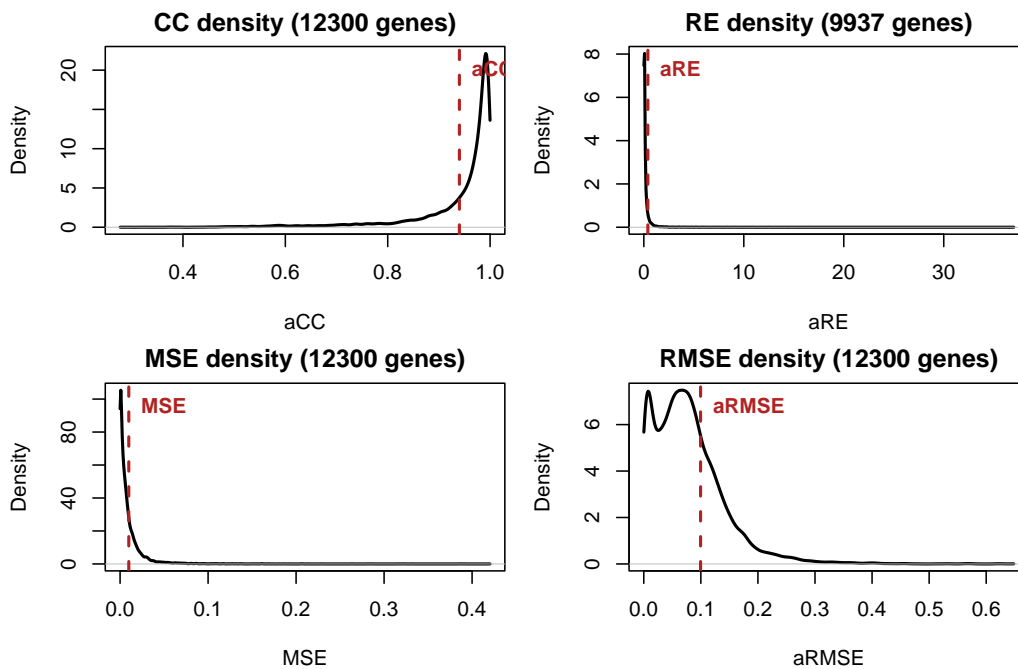 CC density (12300 genes)
Density
0
5
10
20
aCC
0.4
0.6
0.8
1.0
aCC
RE density (9937 genes)
Density
0
2
4
6
8
aRE
0
10
20
30
aRE
MSE density (12300 genes)
Density
0
40
80
MSE
0.0
0.1
0.2
0.3
0.4
MSE
RMSE density (12300 genes)
Density
0
2
4
6
aRMSE
0.0
0.1
0.2
0.3
0.4
0.5
0.6
aRMSE